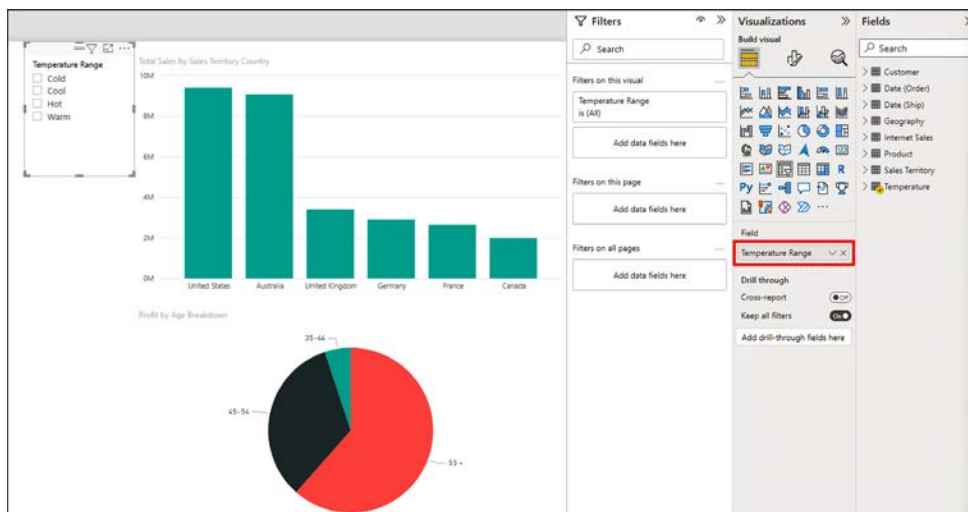 Temperature Range
Cold
Cool
Hot
Warm
Total Sales by Sales Territory Country
10M
8M
6M
4M
2M
0M
United States
Australia
United Kingdom
Germany
France
Canada
Profit by Age Breakdown
35-44
45-54
55 +
Filters
Search
Filters on this visual
...
Temperature Range
is (All)
Add data fields here
Filters on this page
...
Add data fields here
Filters on all pages
...
Add data fields here
Visualizations
Build visual
R
Py
...
Field
Temperature Range
Drill through
Cross-report
Off
Keep all filters
On
Add drill-through fields here
Fields
Search
Customer
Date (Order)
Date (Ship)
Geography
Internet Sales
Product
Sales Territory
Temperature